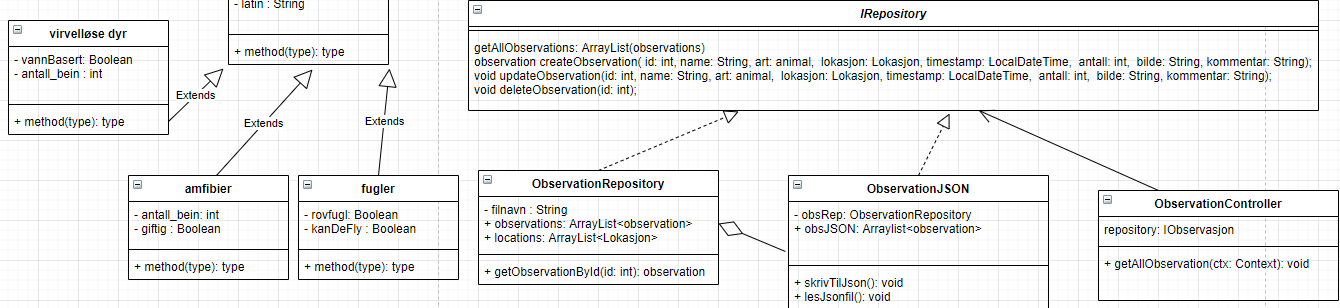 - latin : String
+ method(type): type
virvelløse dyr
- vannBasert: Boolean
- antall_bein : int
+ method(type): type
Extends
Extends
Extends
amfibier
- antall_bein: int
- giftig : Boolean
+ method(type): type
fugler
- rovfugl: Boolean
- kanDeFly : Boolean
+ method(type): type
IRepository
getAllObservations: ArrayList(observations)
observation createObservation( id: int, name: String, art: animal, lokasjon: Lokasjon, timestamp: LocalDateTime, antall: int, bilde: String, kommentar: String);
void updateObservation(id: int, name: String, art: animal, lokasjon: Lokasjon, timestamp: LocalDateTime, antall: int, bilde: String, kommentar: String);
void deleteObservation(id: int);
ObservationRepository
- filnavn : String
+ observations: ArrayList<observation>
+ locations: ArrayList<Lokasjon>
+ getObservationById(id: int): observation
ObservationJSON
- obsRep: ObservationRepository
+ obsJSON: Arraylist<observation>
+ skrivTilJson(): void
+ lesJsonfil(): void
ObservationController
repository: IObservasjon
+ getAllObservation(ctx: Context): void